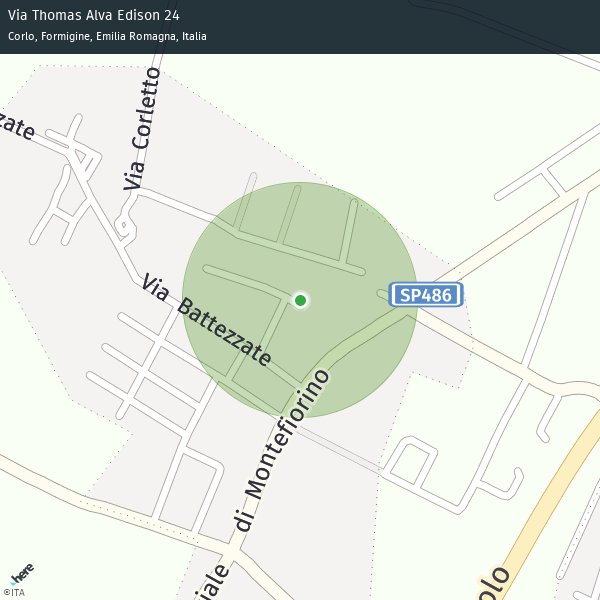 Via Thomas Alva Edison 24
Corlo, Formigine, Emilia Romagna, Italia
Via Corletto
zzate
Via Battezzate
SP486
di Montefiorino
iale
olo
here
©ITA